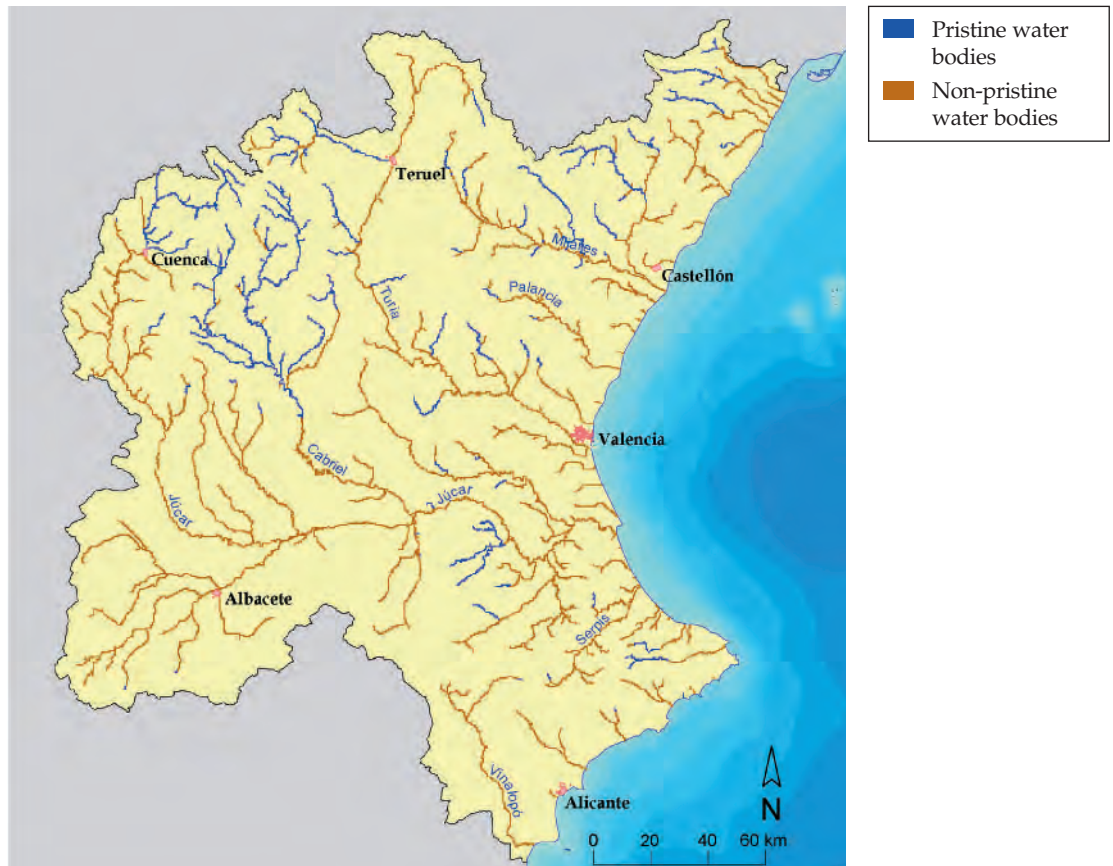 Pristine water
bodies
Non-pristine
water bodies
Teruel
Cuenca
Mijares
Castellón
Palancia
Turia
Valencia
Cabriel
Júcar
Júcar
Albacete
Serpis
Vinalopó
Alicante
N
0 20 40 60 km